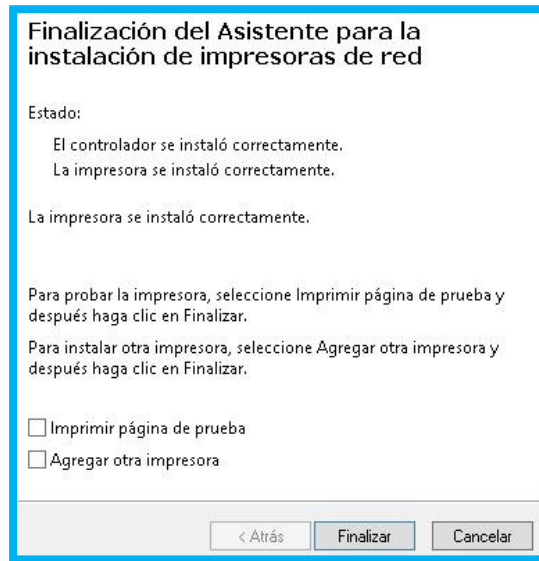 Finalización del Asistente para la
instalación de impresoras de red
Estado:
El controlador se instaló correctamente.
La impresora se instaló correctamente.
La impresora se instaló correctamente.
Para probar la impresora, seleccione Imprimir página de prueba y
después haga clic en Finalizar.
Para instalar otra impresora, seleccione Agregar otra impresora y
después haga clic en Finalizar.
Imprimir página de prueba
Agregar otra impresora
< Atrás Finalizar Cancelar